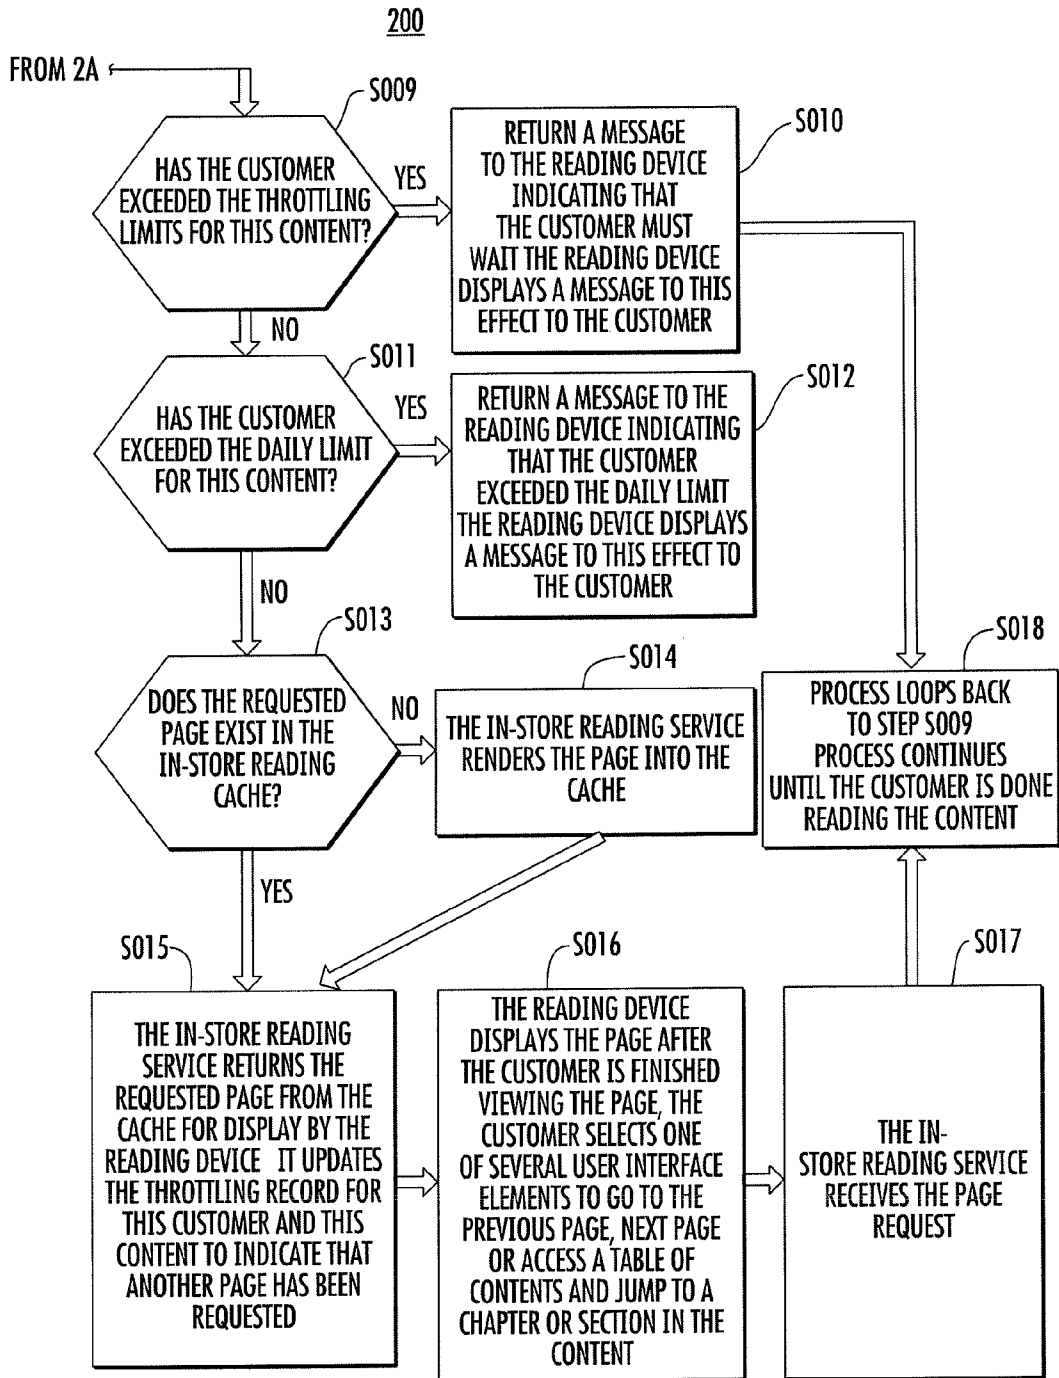 200
FROM 2A
S009
HAS THE CUSTOMER
EXCEEDED THE THROTTLING
LIMITS FOR THIS CONTENT?
YES
S010
RETURN A MESSAGE
TO THE READING DEVICE
INDICATING THAT
THE CUSTOMER MUST
WAIT THE READING DEVICE
DISPLAYS A MESSAGE TO THIS
EFFECT TO THE CUSTOMER
NO
S011
HAS THE CUSTOMER
EXCEEDED THE DAILY LIMIT
FOR THIS CONTENT?
YES
S012
RETURN A MESSAGE TO THE
READING DEVICE INDICATING
THAT THE CUSTOMER
EXCEEDED THE DAILY LIMIT
THE READING DEVICE DISPLAYS
A MESSAGE TO THIS EFFECT TO
THE CUSTOMER
NO
S013
DOES THE REQUESTED
PAGE EXIST IN THE
IN-STORE READING
CACHE?
NO
S014
THE IN-STORE READING SERVICE
RENDERS THE PAGE INTO THE
CACHE
S018
PROCESS LOOPS BACK
TO STEP S009
PROCESS CONTINUES
UNTIL THE CUSTOMER IS DONE
READING THE CONTENT
YES
S015
THE IN-STORE READING
SERVICE RETURNS THE
REQUESTED PAGE FROM THE
CACHE FOR DISPLAY BY THE
READING DEVICE IT UPDATES
THE THROTTLING RECORD FOR
THIS CUSTOMER AND THIS
CONTENT TO INDICATE THAT
ANOTHER PAGE HAS BEEN
REQUESTED
S016
THE READING DEVICE
DISPLAYS THE PAGE AFTER
THE CUSTOMER IS FINISHED
VIEWING THE PAGE, THE
CUSTOMER SELECTS ONE
OF SEVERAL USER INTERFACE
ELEMENTS TO GO TO THE
PREVIOUS PAGE, NEXT PAGE
OR ACCESS A TABLE OF
CONTENTS AND JUMP TO A
CHAPTER OR SECTION IN THE
CONTENT
S017
THE IN-
STORE READING SERVICE
RECEIVES THE PAGE
REQUEST